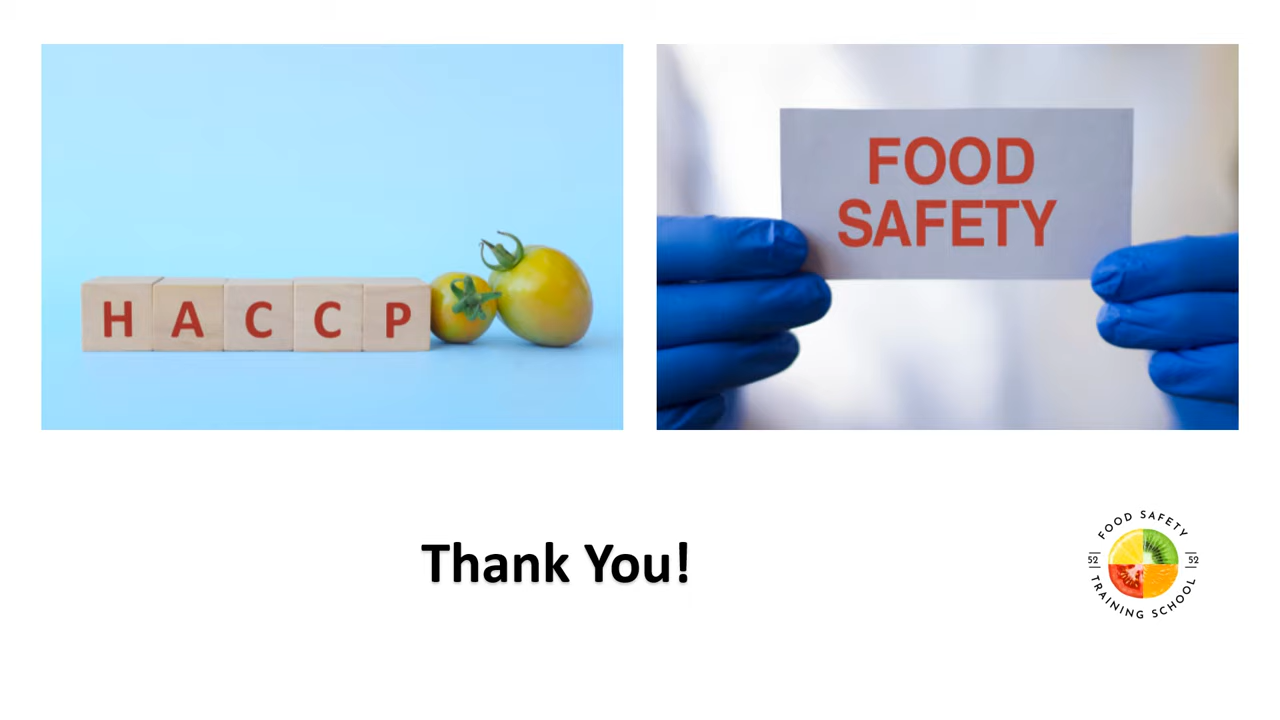 H A C C P
FOOD
SAFETY
Thank You!
FOOD SAFETY
52
52
TRAINING SCHOOL